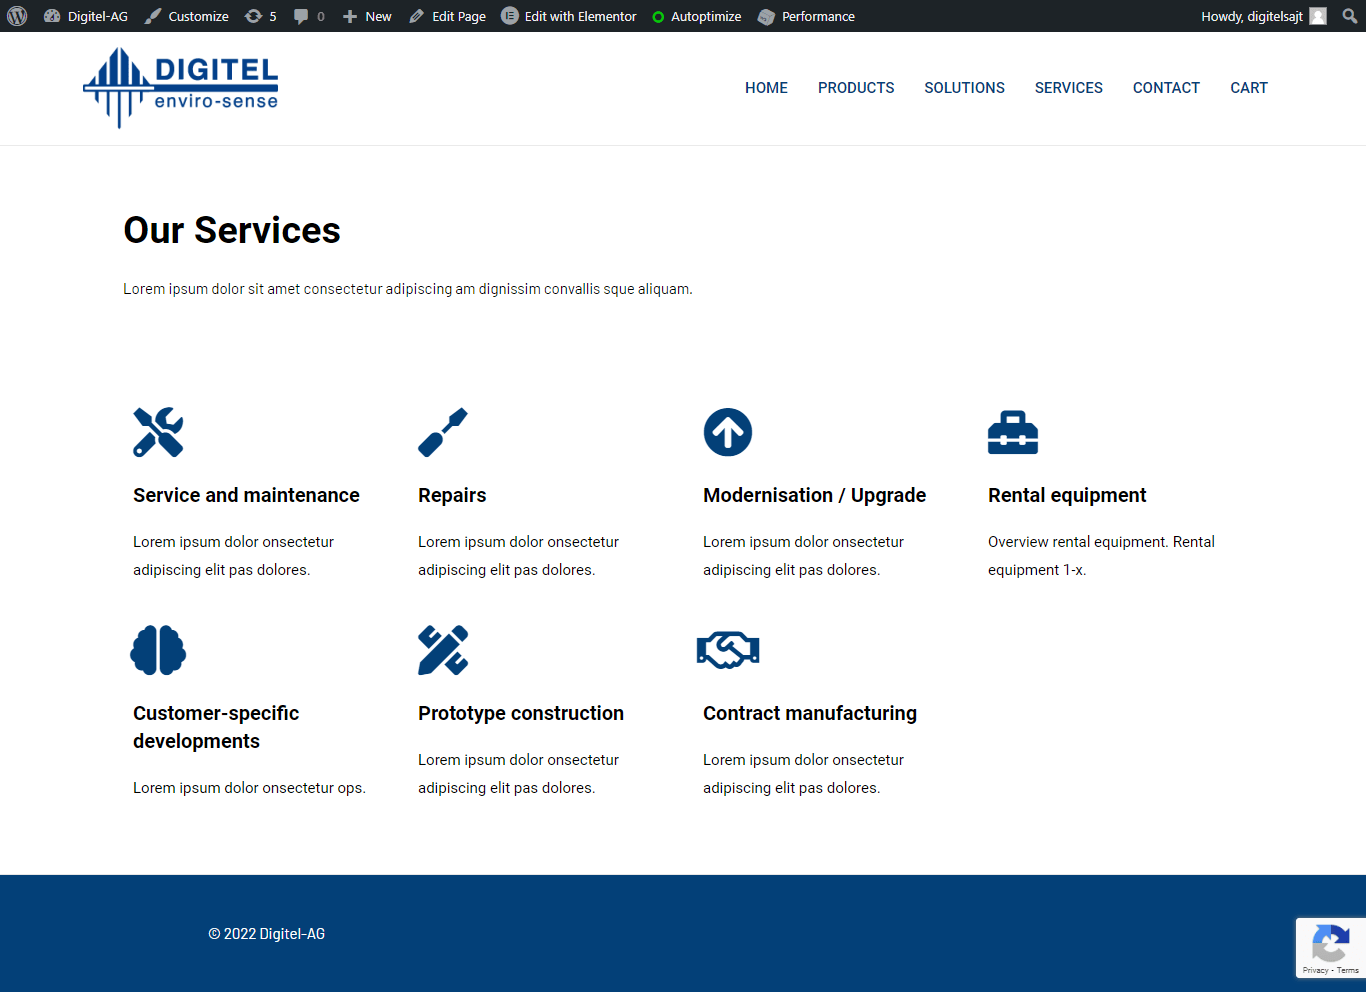 Digitel-AG Customize 5 0 New Edit Page Edit with Elementor Autoptimize Performance Howdy, digitelsajt
DIGITEL
enviro-sense
HOME PRODUCTS SOLUTIONS SERVICES CONTACT CART
Our Services
Lorem ipsum dolor sit amet consectetur adipiscing am dignissim convallis sque aliquam.
Service and maintenance
Lorem ipsum dolor onsectetur
adipiscing elit pas dolores.
Repairs
Lorem ipsum dolor onsectetur
adipiscing elit pas dolores.
Modernisation / Upgrade
Lorem ipsum dolor onsectetur
adipiscing elit pas dolores.
Rental equipment
Overview rental equipment. Rental
equipment 1-x.
Customer-specific
developments
Lorem ipsum dolor onsectetur ops.
Prototype construction
Lorem ipsum dolor onsectetur
adipiscing elit pas dolores.
Contract manufacturing
Lorem ipsum dolor onsectetur
adipiscing elit pas dolores.
© 2022 Digitel-AG
Privacy - Terms